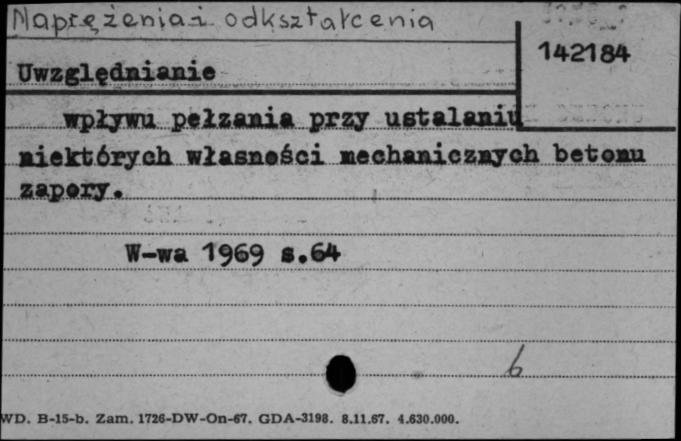 Naprężenia i odkształcenia
142184
Uwzględnianie
wpływu pełzania przy ustalaniu
niektórych własności mechanicznych betonu
zapory.
W-wa 1969 s.64
6
WD. B-15-b. Zam. 1726-DW-On-67. GDA-3198. 8.11.67. 4.630.000.